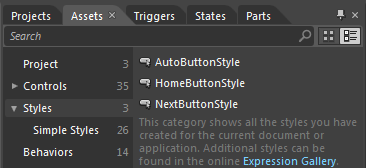 Projects Assets × Triggers States Parts
Search
Project 3
Controls 35
Styles 3
Simple Styles 26
Behaviors 14
AutoButtonStyle
HomeButtonStyle
NextButtonStyle
This category shows all the styles you have
created for the current document or
application. Additional styles can be
found in the online Expression Gallery.